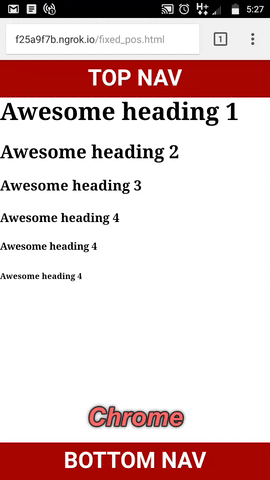 5:27
f25a9f7b.ngrok.io/fixed_pos.html
1
TOP NAV
Awesome heading 1
Awesome heading 2
Awesome heading 3
Awesome heading 4
Awesome heading 4
Awesome heading 4
Chrome
BOTTOM NAV